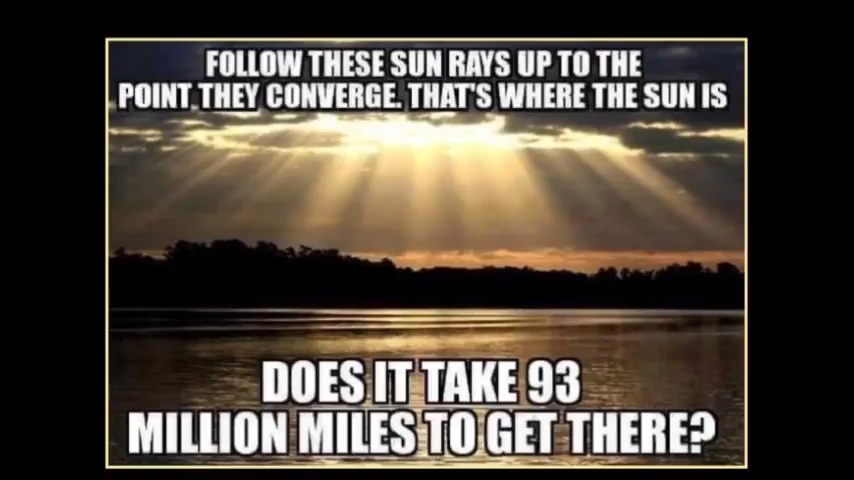 FOLLOW THESE SUN RAYS UP TO THE
POINT THEY CONVERGE. THAT'S WHERE THE SUN IS
DOES IT TAKE 93
MILLION MILES TO GET THERE?